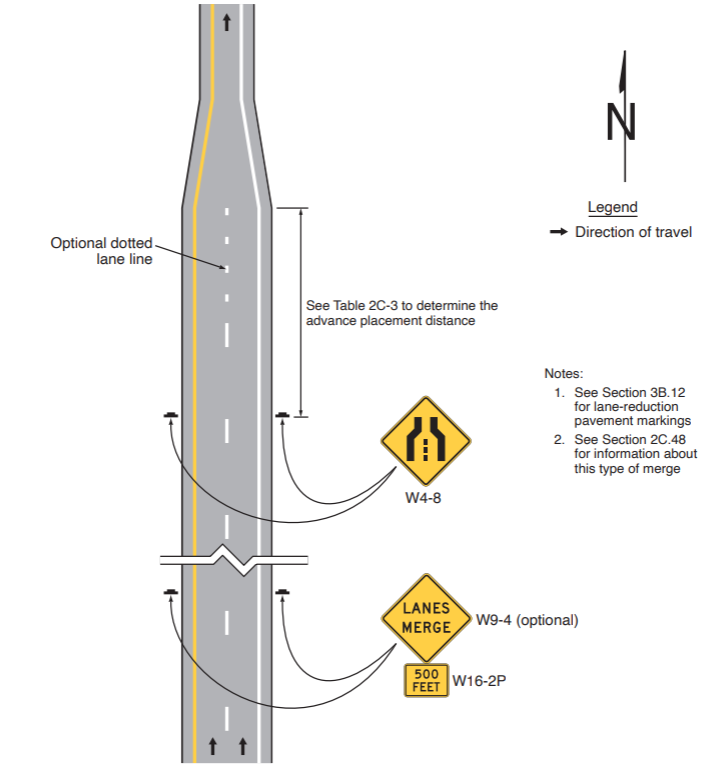 N
Legend
Direction of travel
Optional dotted
lane line
See Table 2C-3 to determine the
advance placement distance
Notes:
1. See Section 3B.12
for lane-reduction
pavement markings
2. See Section 2C.48
for information about
this type of merge
W4-8
LANES
MERGE
W9-4 (optional)
500
FEET
W16-2P